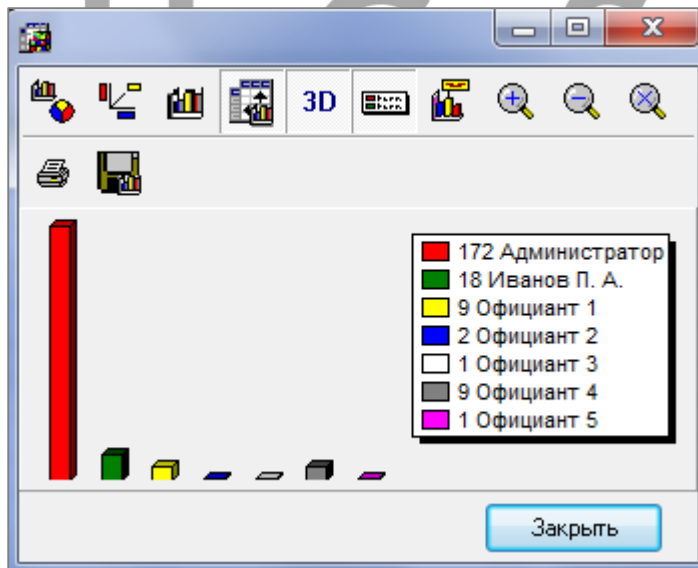 3D
172 Администратор
18 Иванов П. А.
9 Официант 1
2 Официант 2
1 Официант 3
9 Официант 4
1 Официант 5
Закрыть